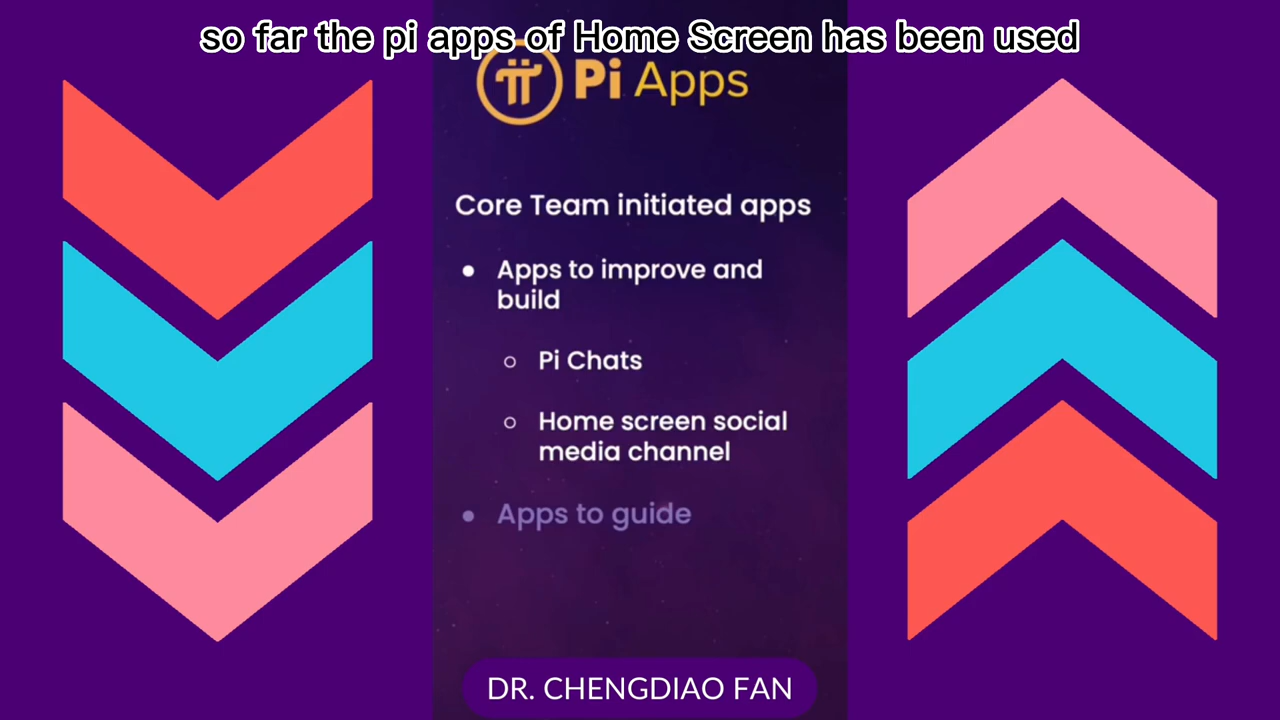 so far the pi apps of Home Screen has been used
Pi Apps
Core Team initiated apps
● Apps to improve and
build
○ Pi Chats
○ Home screen social
media channel
● Apps to guide
DR. CHENGDIAO FAN